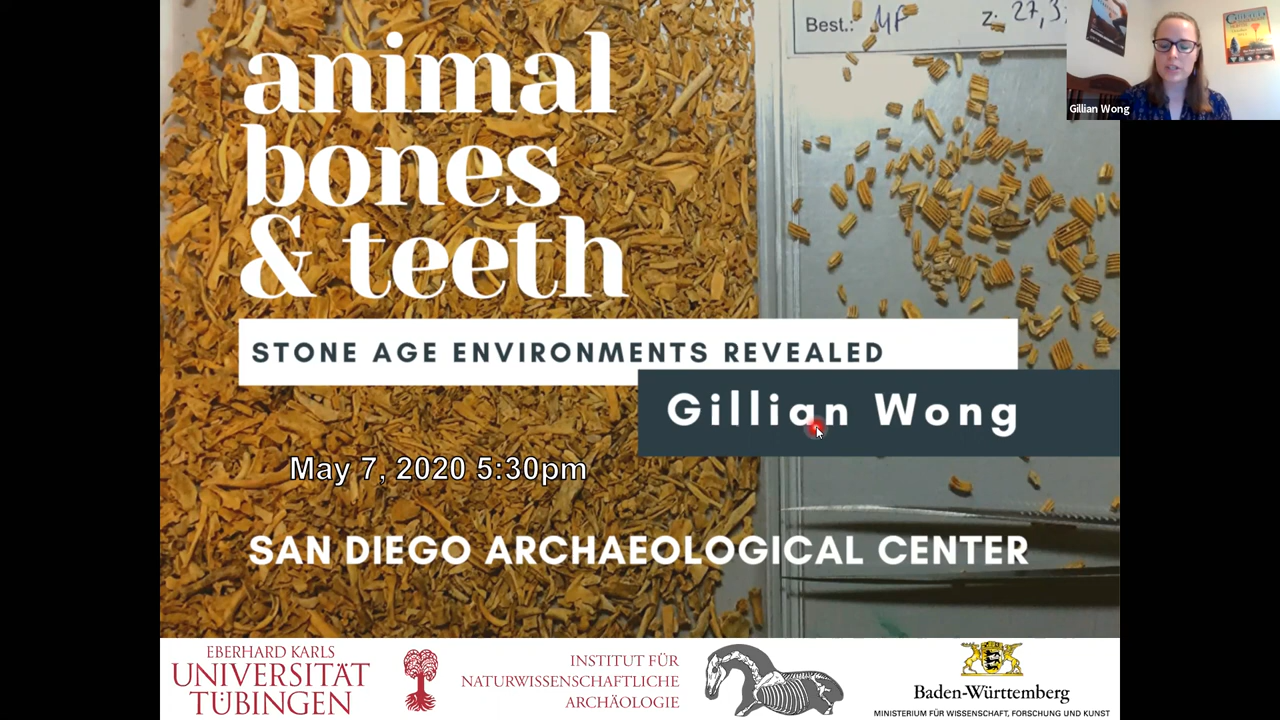 animal
bones
& teeth
STONE AGE ENVIRONMENTS REVEALED
Gillian Wong
May 7, 2020 5:30pm
SAN DIEGO ARCHAEOLOGICAL CENTER
Best.: MF
z: 27,3
Gillian Wong
EBERHARD KARLS
UNIVERSITÄT
TÜBINGEN
INSTITUT FÜR
NATURWISSENSCHAFTLICHE
ARCHÄOLOGIE
Baden-Württemberg
MINISTERIUM FÜR WISSENSCHAFT, FORSCHUNG UND KUNST